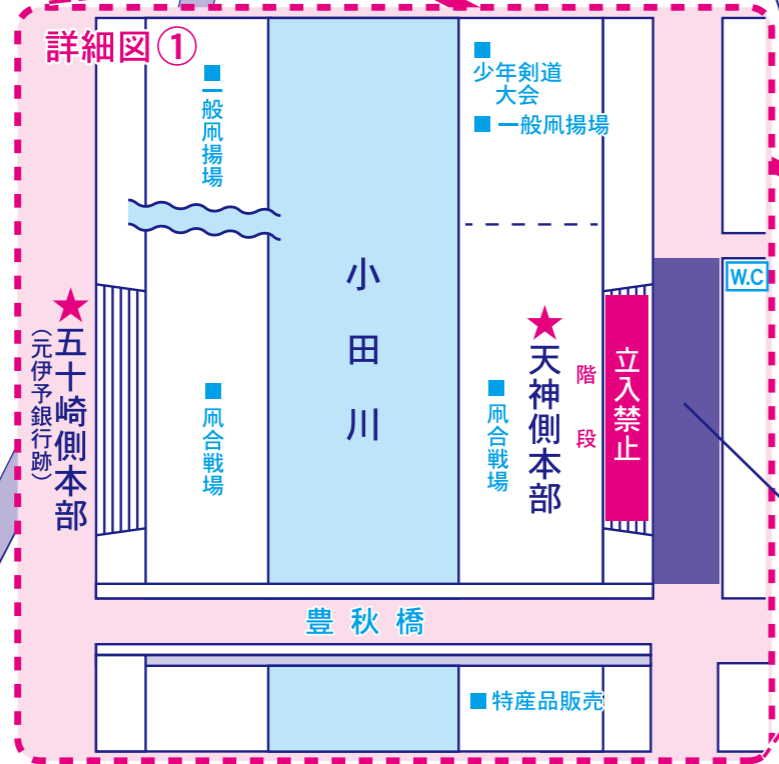 詳細図①
■一般凧揚場
■少年剣道
大会
■一般凧揚場
小田川
W.C
★五十崎側本部
（元伊予銀行跡）
■凧合戦場
■凧合戦場
★天神側本部
階段
立入禁止
豊秋橋
■特産品販売